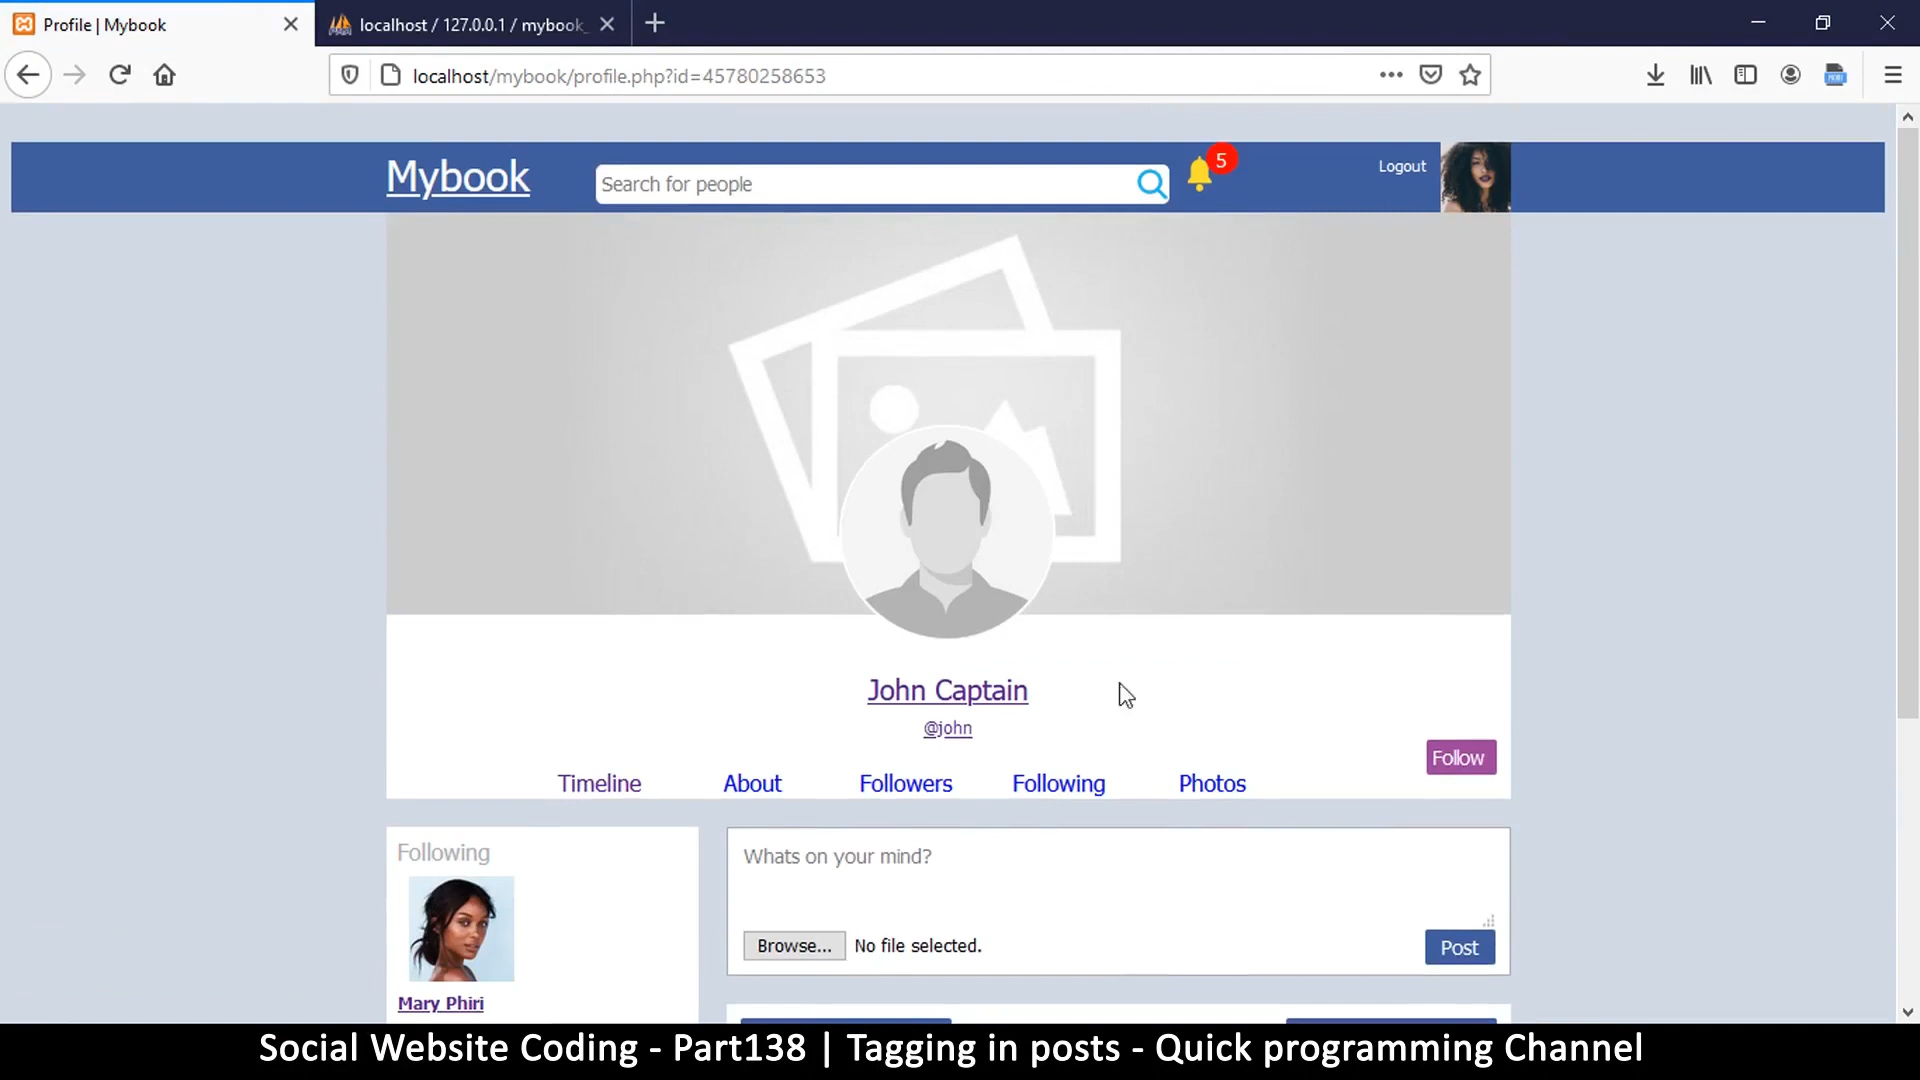 Profile | Mybook
localhost / 127.0.0.1 / mybook_
localhost/mybook/profile.php?id=45780258653
Mybook
Search for people
5
Logout
John Captain
@john
Follow
Timeline About Followers Following Photos
Following
Mary Phiri
Whats on your mind?
Browse... No file selected.
Post
Social Website Coding - Part138 | Tagging in posts - Quick programming Channel